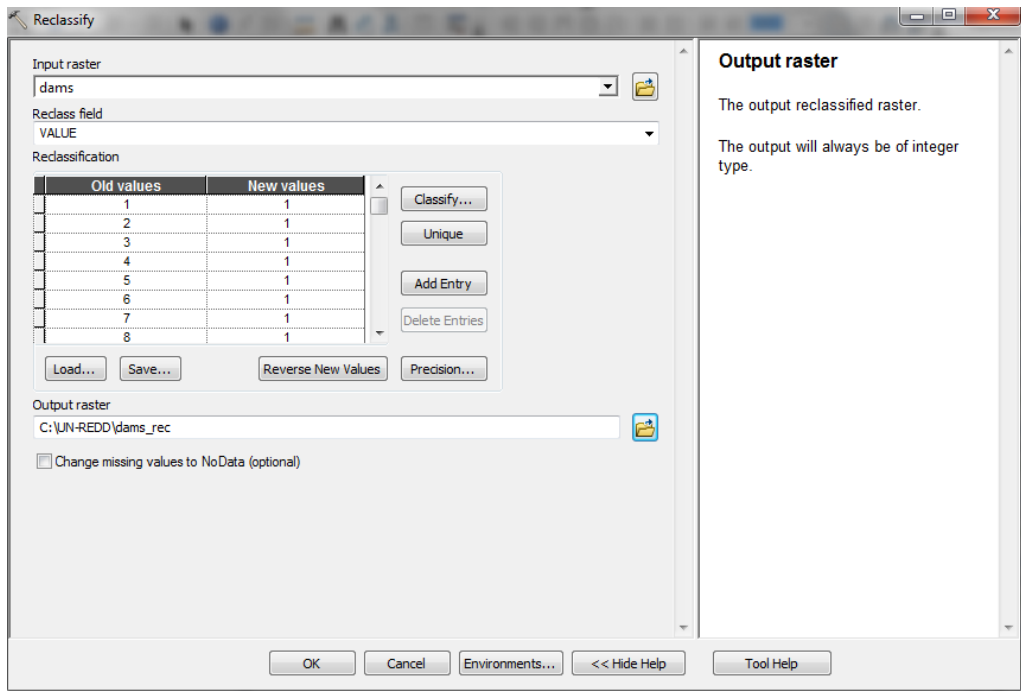 Reclassify
Input raster
dams
Reclass field
VALUE
Reclassification
Old values New values
1 1
2 1
3 1
4 1
5 1
6 1
7 1
8 1
Classify...
Unique
Add Entry
Delete Entries
Load... Save... Reverse New Values Precision...
Output raster
C:\UN-REDD\dams_rec
Change missing values to NoData (optional)
OK Cancel Environments... << Hide Help Tool Help
Output raster
The output reclassified raster.
The output will always be of integer
type.